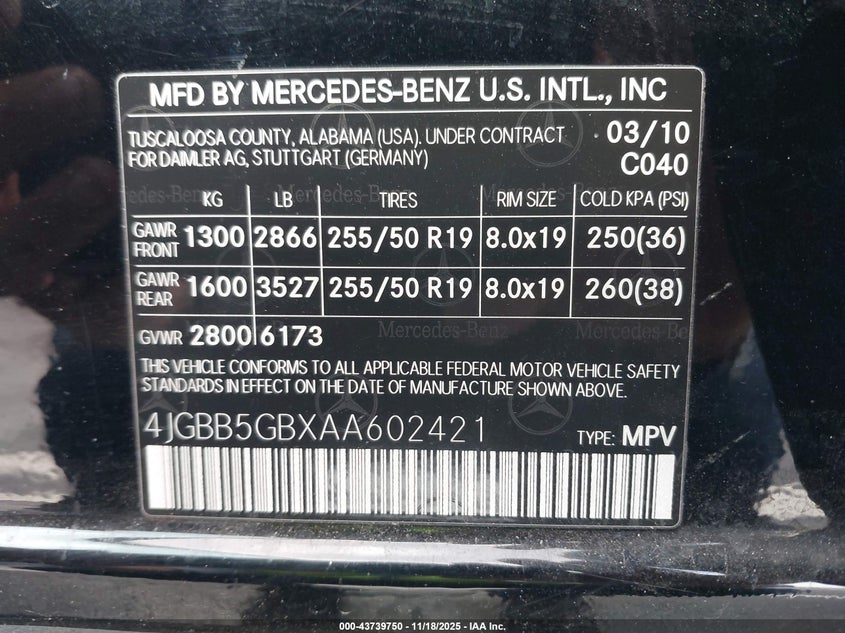 MFD BY MERCEDES-BENZ U.S. INTL., INC
TUSCALOOSA COUNTY, ALABAMA (USA). UNDER CONTRACT 03/10
FOR DAIMLER AG, STUTTGART (GERMANY) C040
KG LB TIRES RIM SIZE COLD KPA (PSI)
GAWR FRONT 1300 2866 255/50 R19 8.0x19 250(36)
GAWR REAR 1600 3527 255/50 R19 8.0x19 260(38)
GVWR 2800 6173
Mercedes-Benz
THIS VEHICLE CONFORMS TO ALL APPLICABLE FEDERAL MOTOR VEHICLE SAFETY
STANDARDS IN EFFECT ON THE DATE OF MANUFACTURE SHOWN ABOVE.
4JGBB5GBXAA602421 TYPE: MPV
000-43739750 - 11/18/2025 - IAA Inc.